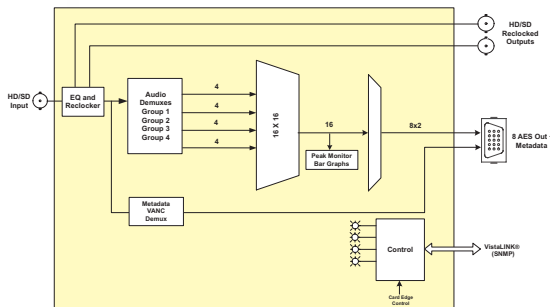 HD/SD
Reclocked
Outputs
HD/SD
Input
EQ and
Reclocker
Audio
Demuxes
Group 1
Group 2
Group 3
Group 4
4
4
4
4
16 X 16
16
Peak Monitor
Bar Graphs
8x2
8 AES Out
Metadata
Metadata
VANC
Demux
Control
VistaLINK®
(SNMP)
Card Edge
Control